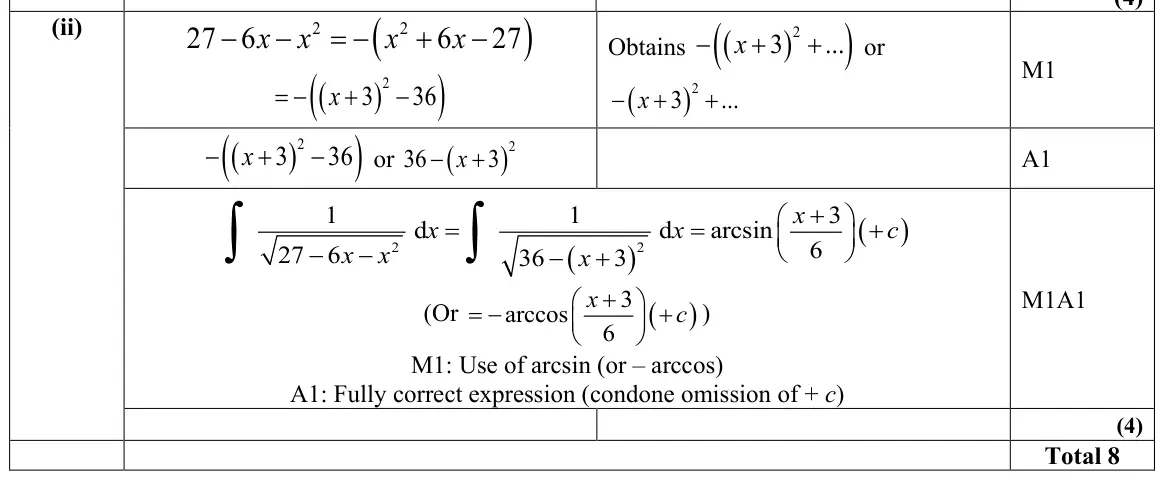 (4)
(ii)
27 − 6x − x² = −(x² + 6x − 27)
= −((x + 3)² − 36)
Obtains −((x + 3)² + ...) or
−(x + 3)² + ...
M1
−((x + 3)² − 36) or 36 − (x + 3)²
A1
∫ 1/√(27 − 6x − x²) dx = ∫ 1/√(36 − (x + 3)²) dx = arcsin((x + 3)/6)(+c)
(Or = −arccos((x + 3)/6)(+c))
M1: Use of arcsin (or – arccos)
A1: Fully correct expression (condone omission of + c)
M1A1
(4)
Total 8